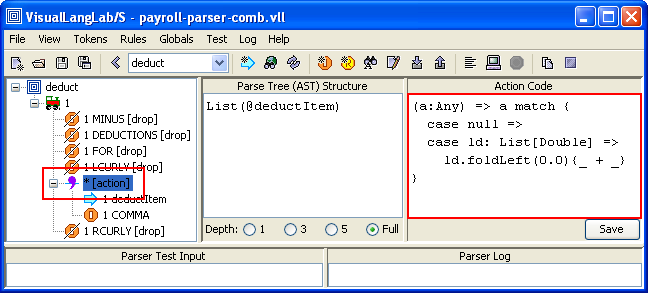 VisualLangLab/S - payroll-parser-comb.vll
File View Tokens Rules Globals Test Log Help
deduct
deduct
1
1 MINUS [drop]
1 DEDUCTIONS [drop]
1 FOR [drop]
1 LCURLY [drop]
* [action]
1 deductItem
1 COMMA
1 RCURLY [drop]
Parse Tree (AST) Structure
List(@deductItem)
Depth: 1 3 5 Full
Action Code
(a:Any) => a match {
case null =>
case ld: List[Double] =>
ld.foldLeft(0.0){_ + _}
}
Save
Parser Test Input
Parser Log